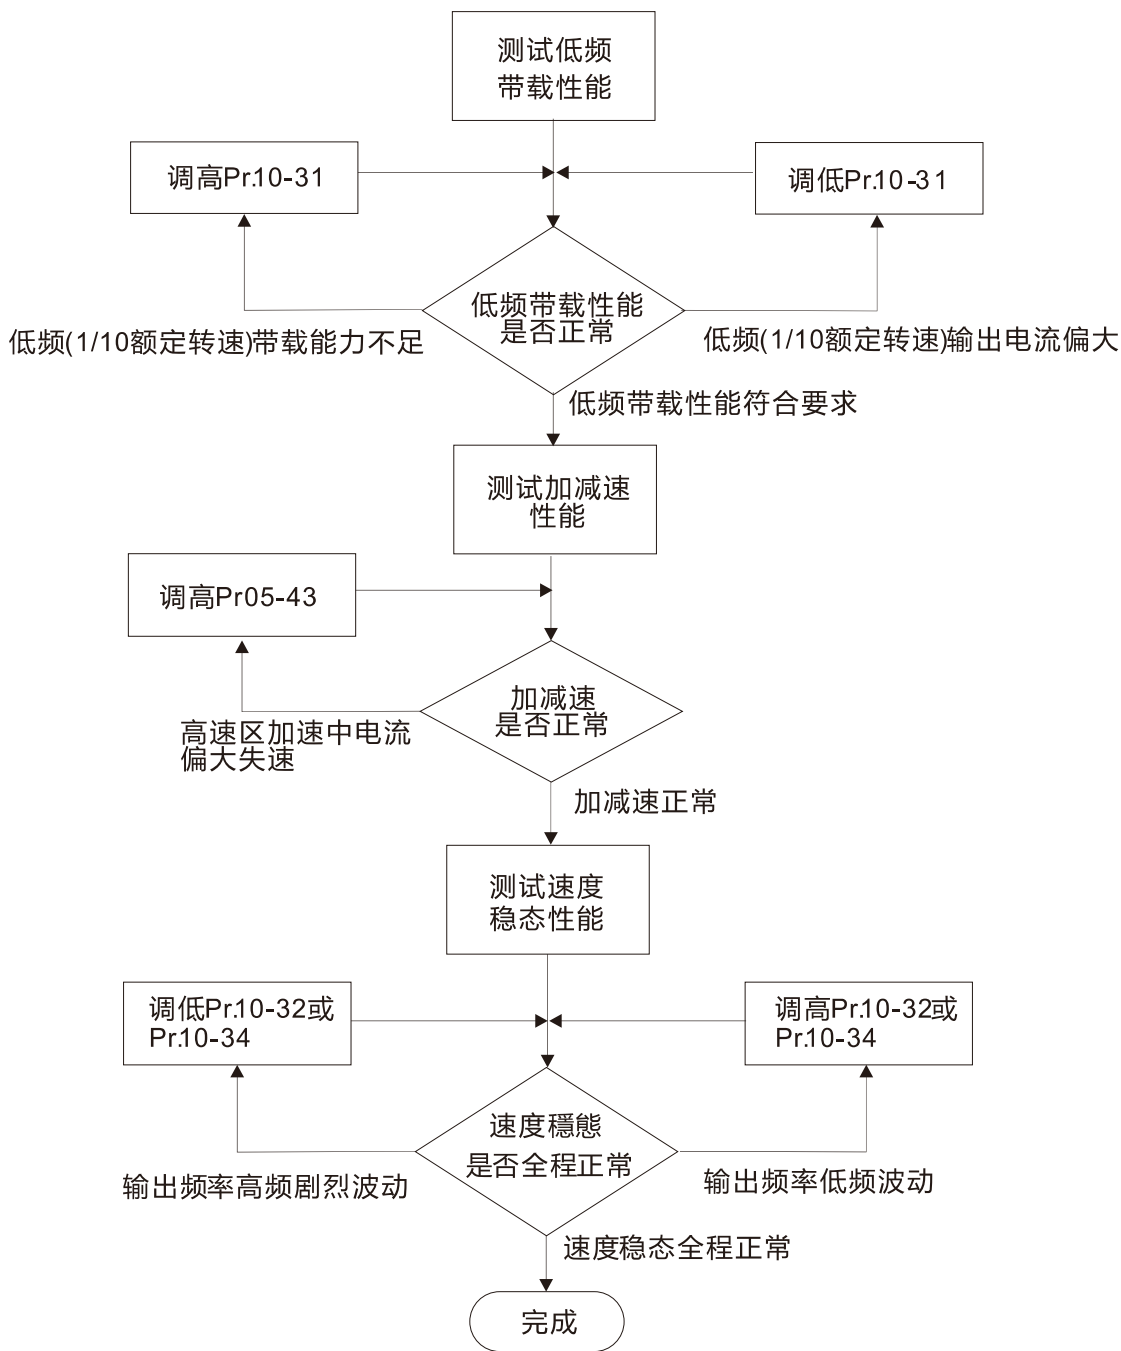 测试低频
带载性能
调高Pr.10-31
调低Pr.10-31
低频带载性能
是否正常
低频(1/10额定转速)带载能力不足
低频(1/10额定转速)输出电流偏大
低频带载性能符合要求
测试加减速
性能
调高Pr05-43
加减速
是否正常
高速区加速中电流
偏大失速
加减速正常
测试速度
稳态性能
调低Pr.10-32或
Pr.10-34
调高Pr.10-32或
Pr.10-34
速度穩態
是否全程正常
输出频率高频剧烈波动
输出频率低频波动
速度稳态全程正常
完成